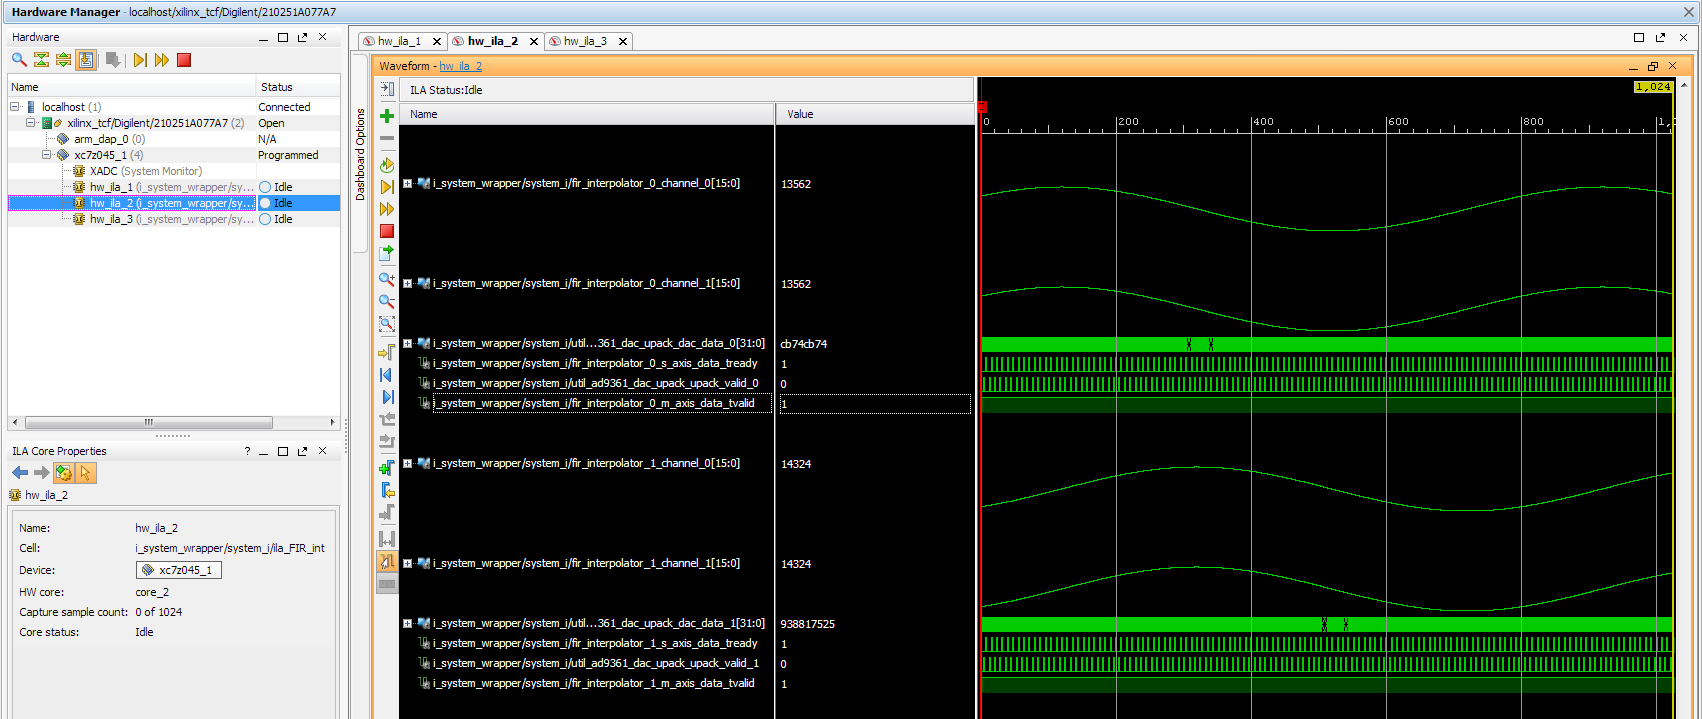 Hardware Manager - localhost/xilinx_tcf/Digilent/210251A077A7
Hardware
Name Status
localhost (1) Connected
xilinx_tcf/Digilent/210251A077A7 (2) Open
arm_dap_0 (0) N/A
xc7z045_1 (4) Programmed
XADC (System Monitor)
hw_ila_1 (i_system_wrapper/sy... Idle
hw_ila_2 (i_system_wrapper/sy... Idle
hw_ila_3 (i_system_wrapper/sy... Idle
ILA Core Properties
hw_ila_2
Name: hw_ila_2
Cell: i_system_wrapper/system_i/ila_FIR_int
Device: xc7z045_1
HW core: core_2
Capture sample count: 0 of 1024
Core status: Idle
Dashboard Options
hw_ila_1 hw_ila_2 hw_ila_3
Waveform - hw_ila_2
ILA Status:Idle
Name Value
1,024
0 200 400 600 800 1,
i_system_wrapper/system_i/fir_interpolator_0_channel_0[15:0] 13562
i_system_wrapper/system_i/fir_interpolator_0_channel_1[15:0] 13562
i_system_wrapper/system_i/util...361_dac_upack_dac_data_0[31:0] cb74cb74
i_system_wrapper/system_i/fir_interpolator_0_s_axis_data_tready 1
i_system_wrapper/system_i/util_ad9361_dac_upack_upack_valid_0 0
i_system_wrapper/system_i/fir_interpolator_0_m_axis_data_tvalid 1
i_system_wrapper/system_i/fir_interpolator_1_channel_0[15:0] 14324
i_system_wrapper/system_i/fir_interpolator_1_channel_1[15:0] 14324
i_system_wrapper/system_i/util...361_dac_upack_dac_data_1[31:0] 938817525
i_system_wrapper/system_i/fir_interpolator_1_s_axis_data_tready 1
i_system_wrapper/system_i/util_ad9361_dac_upack_upack_valid_1 0
i_system_wrapper/system_i/fir_interpolator_1_m_axis_data_tvalid 1